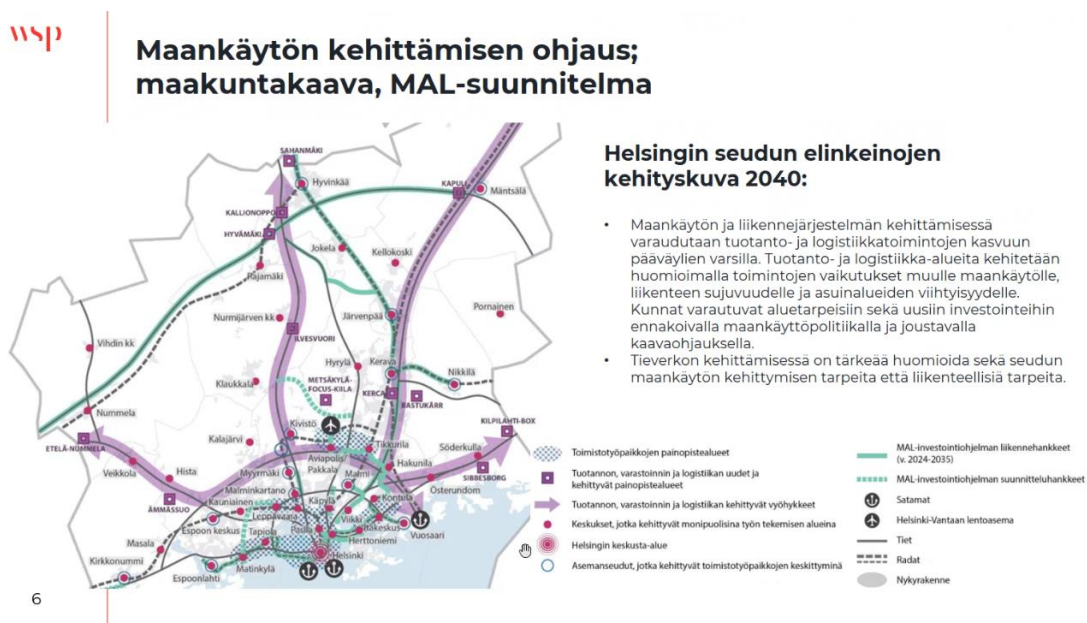 wsp
Maankäytön kehittämisen ohjaus;
maakuntakaava, MAL-suunnitelma
SAHANMÄKI
Hyvinkää
KAPULI
Mäntsälä
KALLIONOPPO
HYVÄMÄKI
Jokela
Kellokoski
Rajamäki
Pornainen
Nurmijärven kk
Järvenpää
ILVESVUORI
Vihdin kk
Hyrylä
Kerava
Nikkilä
Klaukkala
METSÄKYLÄ-
FOCUS-KIILA
KERCA
BASTUKÄRR
Nummela
KILPILAHTI-BOX
Kivistö
ETELÄ-NUMMELA
Kalajärvi
Tikkurila
Söderkulla
Aviapolis/
Pakkala
Hakunila
Veikkola
Hista
Myyrmäki
Malmi
SIBBESBORG
Malminkartano
Östersundom
ÄMMÄSSUO
Kauniainen
Käpylä
Kontula
Leppävaara
Viikki
Espoon keskus
Pasila
Itäkeskus
Vuosaari
Masala
Tapiola
Herttoniemi
Helsinki
Kirkkonummi
Matinkylä
Espoonlahti
Helsingin seudun elinkeinojen
kehityskuva 2040:
• Maankäytön ja liikennejärjestelmän kehittämisessä
varaudutaan tuotanto- ja logistiikkatoimintojen kasvuun
pääväylien varsilla. Tuotanto- ja logistiikka-alueita kehitetään
huomioimalla toimintojen vaikutukset muulle maankäytölle,
liikenteen sujuvuudelle ja asuinalueiden viihtyisyydelle.
Kunnat varautuvat aluetarpeisiin sekä uusiin investointeihin
ennakoivalla maankäyttöpolitiikalla ja joustavalla
kaavaohjauksella.
• Tieverkon kehittämisessä on tärkeää huomioida sekä seudun
maankäytön kehittymisen tarpeita että liikenteellisiä tarpeita.
Toimistotyöpaikkojen painopistealueet
Tuotannon, varastoinnin ja logistiikan uudet ja
kehittyvät painopistealueet
Tuotannon, varastoinnin ja logistiikan kehittyvät vyöhykkeet
Keskukset, jotka kehittyvät monipuolisina työn tekemisen alueina
Helsingin keskusta-alue
Asemanseudut, jotka kehittyvät toimistotyöpaikkojen keskittyminä
MAL-investointiohjelman liikennehankkeet
(v. 2024-2035)
MAL-investointiohjelman suunnitteluhankkeet
Satamat
Helsinki-Vantaan lentoasema
Tiet
Radat
Nykyrakenne
6